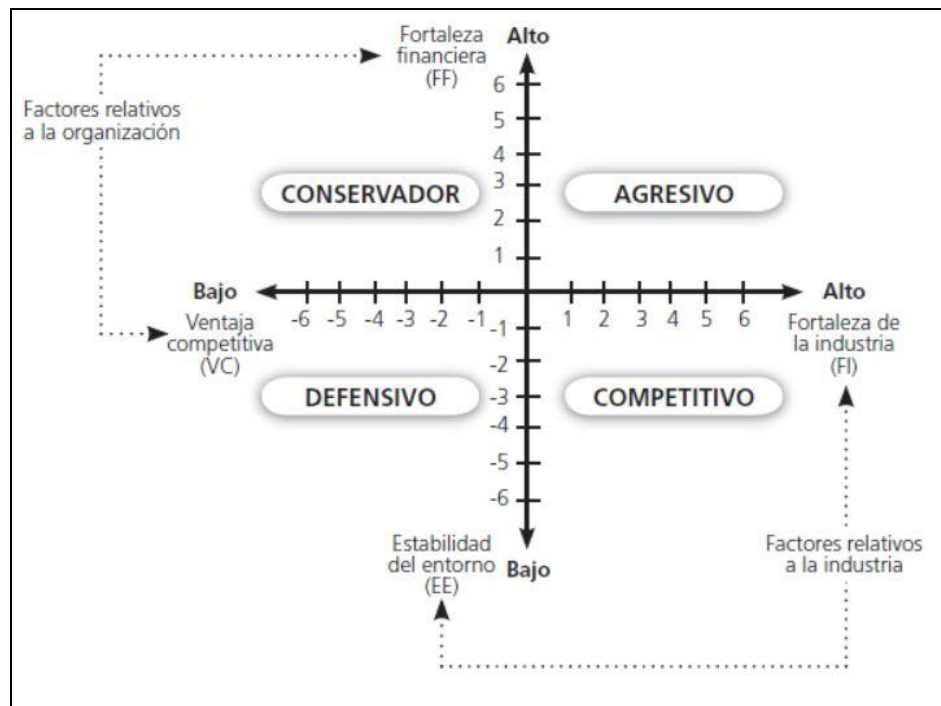 Fortaleza
financiera
(FF)
Alto
Factores relativos
a la organización
6
5
4
3
2
1
CONSERVADOR
AGRESIVO
Bajo
Alto
-6 -5 -4 -3 -2 -1
1 2 3 4 5 6
Ventaja
competitiva
(VC)
Fortaleza de
la industria
(FI)
-1
-2
-3
-4
-5
-6
DEFENSIVO
COMPETITIVO
Estabilidad
del entorno
(EE)
Bajo
Factores relativos
a la industria